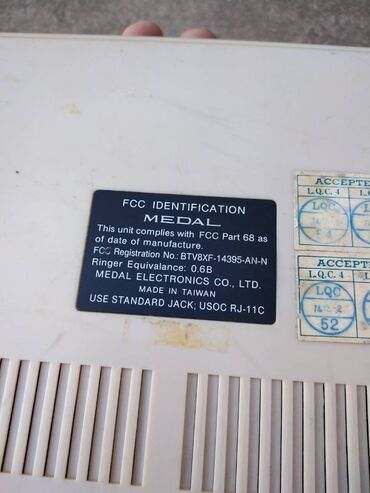 FCC IDENTIFICATION
MEDAL
This unit complies with FCC Part 68 as
of date of manufacture.
FCC Registration No.: BTV8XF-14395-AN-N
Ringer Equivalance: 0.6B
MEDAL ELECTRONICS CO., LTD.
MADE IN TAIWAN
USE STANDARD JACK; USOC RJ-11C
ACCEPTE
I.Q.C. 4
I.Q.
LQC
ACCEPTE
I.Q.C. 4
I.Q.
LQC
52